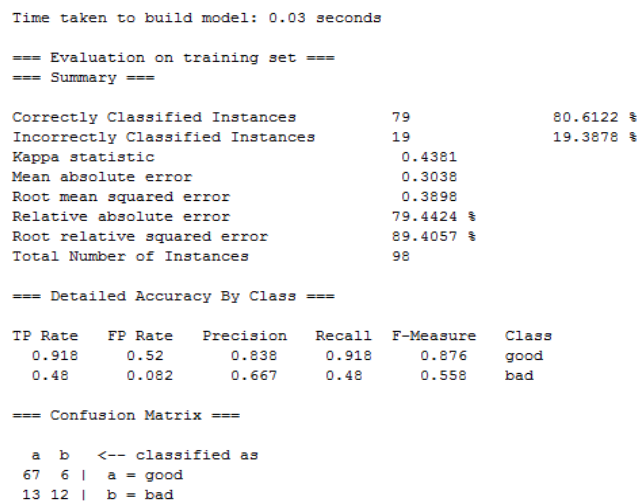 Time taken to build model: 0.03 seconds
=== Evaluation on training set ===
=== Summary ===
Correctly Classified Instances 79 80.6122 %
Incorrectly Classified Instances 19 19.3878 %
Kappa statistic 0.4381
Mean absolute error 0.3038
Root mean squared error 0.3898
Relative absolute error 79.4424 %
Root relative squared error 89.4057 %
Total Number of Instances 98
=== Detailed Accuracy By Class ===
TP Rate FP Rate Precision Recall F-Measure Class
0.918 0.52 0.838 0.918 0.876 good
0.48 0.082 0.667 0.48 0.558 bad
=== Confusion Matrix ===
a b <-- classified as
67 6 | a = good
13 12 | b = bad